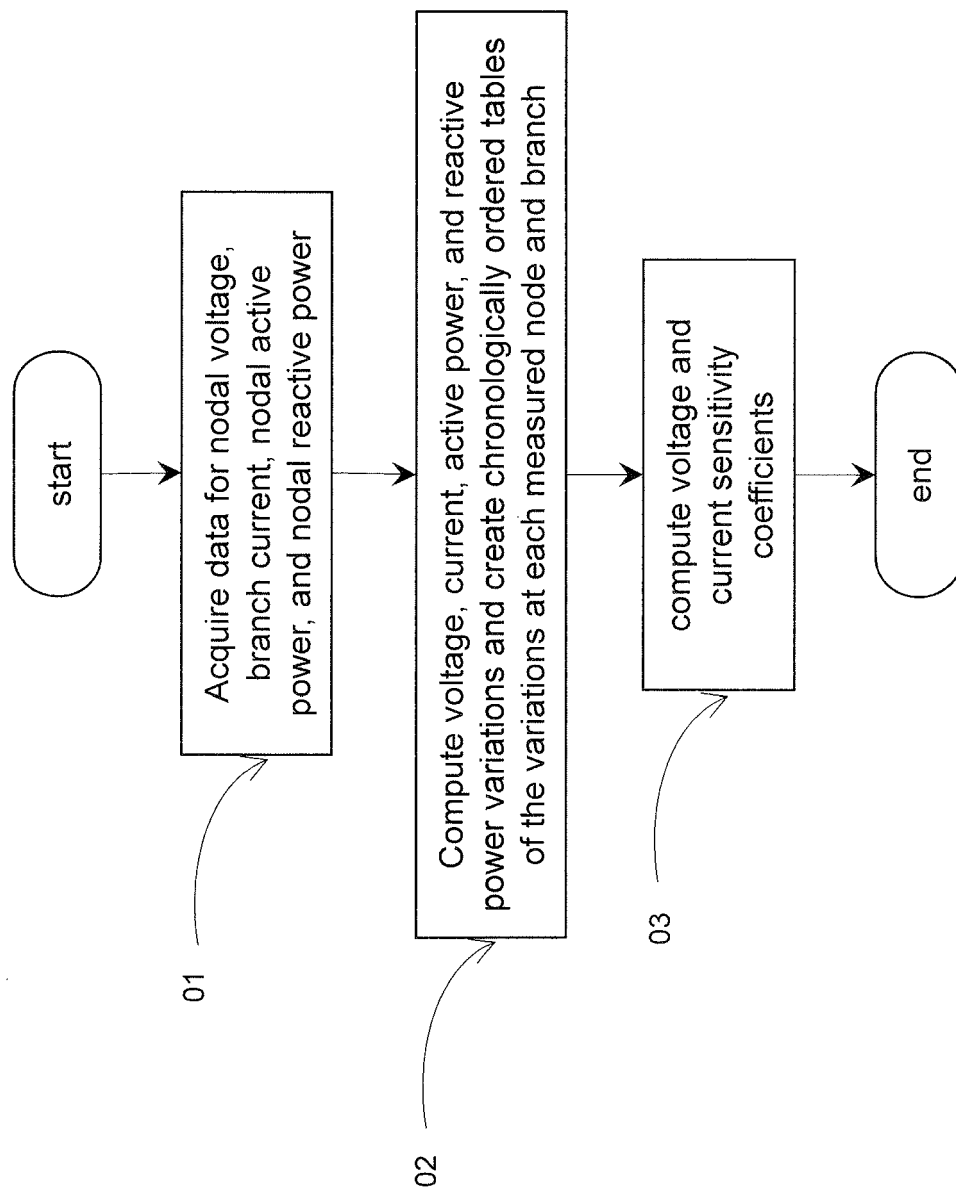 start
Acquire data for nodal voltage,
branch current, nodal active
power, and nodal reactive power
01
Compute voltage, current, active power, and reactive
power variations and create chronologically ordered tables
of the variations at each measured node and branch
02
compute voltage and
current sensitivity
coefficients
03
end